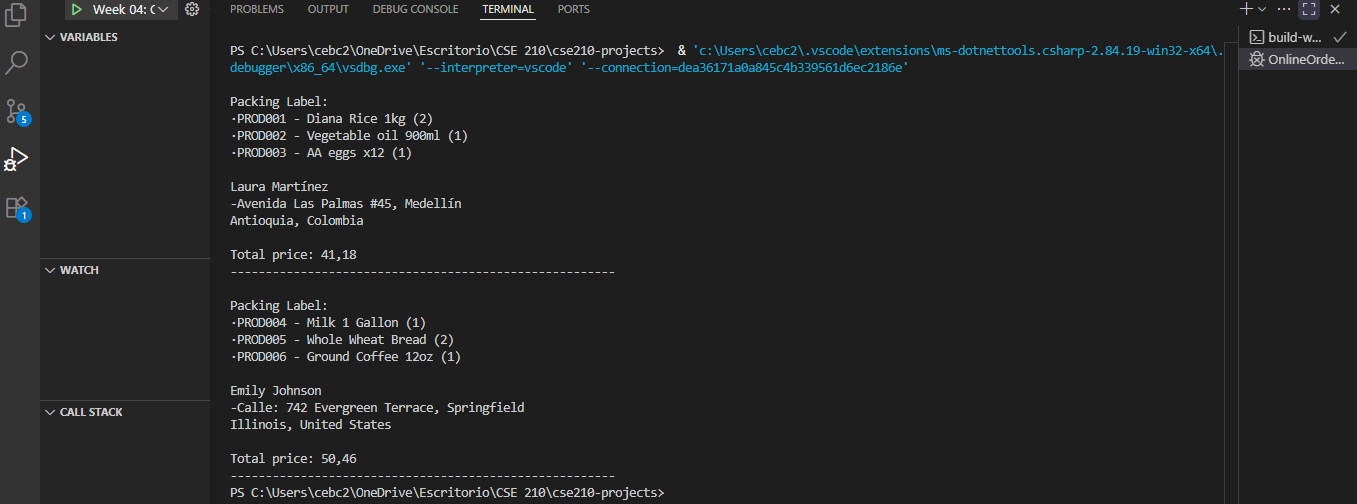 Week 04: C
PROBLEMS OUTPUT DEBUG CONSOLE TERMINAL PORTS
VARIABLES
WATCH
CALL STACK
5
1
PS C:\Users\cebc2\OneDrive\Escritorio\CSE 210\cse210-projects>  & 'c:\Users\cebc2\.vscode\extensions\ms-dotnettools.csharp-2.84.19-win32-x64\.
debugger\x86_64\vsdbg.exe' '--interpreter=vscode' '--connection=dea36171a0a845c4b339561d6ec2186e'
Packing Label:
·PROD001 - Diana Rice 1kg (2)
·PROD002 - Vegetable oil 900ml (1)
·PROD003 - AA eggs x12 (1)
Laura Martínez
-Avenida Las Palmas #45, Medellín
Antioquia, Colombia
Total price: 41,18
-------------------------------------------------------
Packing Label:
·PROD004 - Milk 1 Gallon (1)
·PROD005 - Whole Wheat Bread (2)
·PROD006 - Ground Coffee 12oz (1)
Emily Johnson
-Calle: 742 Evergreen Terrace, Springfield
Illinois, United States
Total price: 50,46
-------------------------------------------------------
PS C:\Users\cebc2\OneDrive\Escritorio\CSE 210\cse210-projects>
build-w...
OnlineOrde...